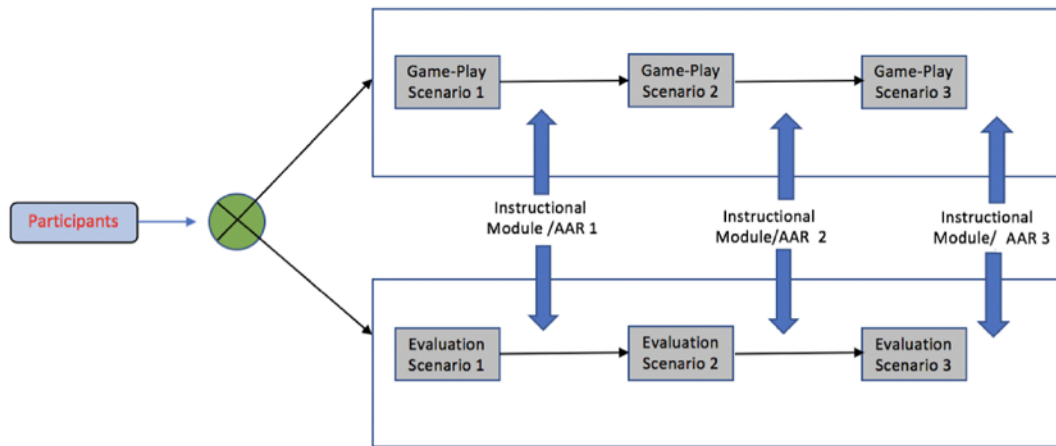 Game-Play
Scenario 1
Game-Play
Scenario 2
Game-Play
Scenario 3
Participants
Instructional
Module /AAR 1
Instructional
Module/AAR 2
Instructional
Module/ AAR 3
Evaluation
Scenario 1
Evaluation
Scenario 2
Evaluation
Scenario 3